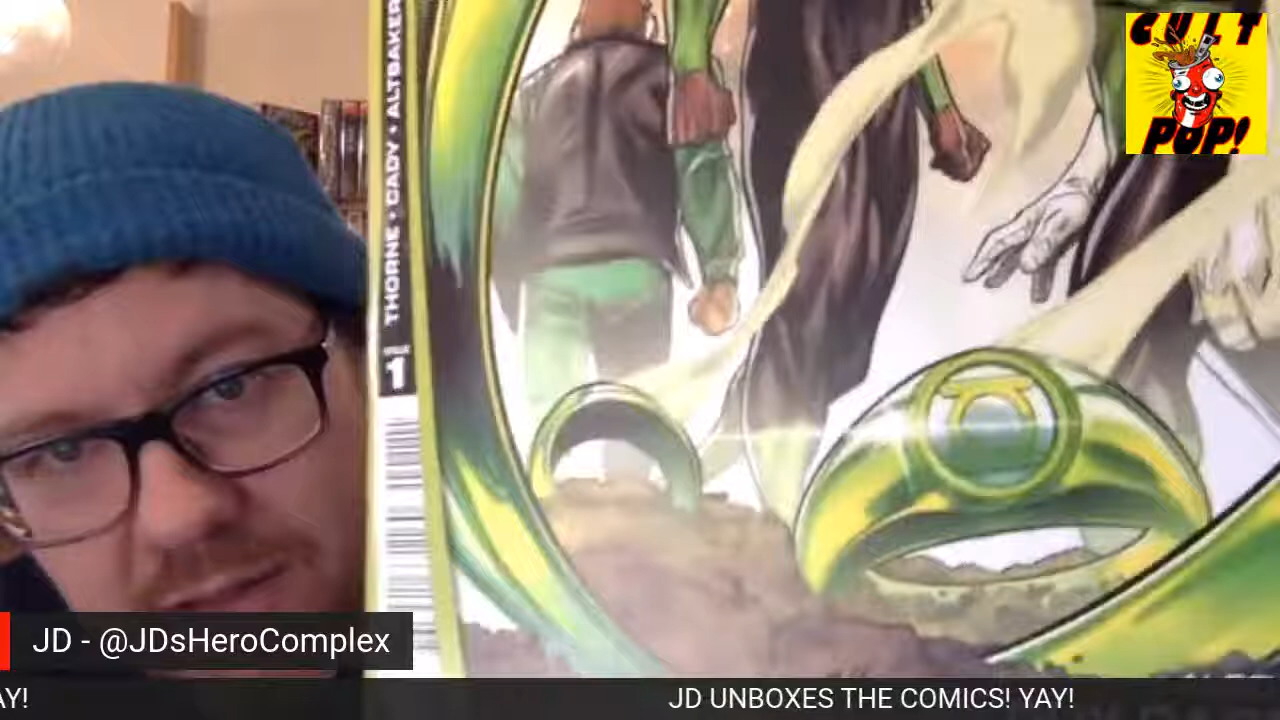 CULT
POP!
THORNE • CADY • ALTBAKER
1
JD - @JDsHeroComplex
AY!
JD UNBOXES THE COMICS! YAY!